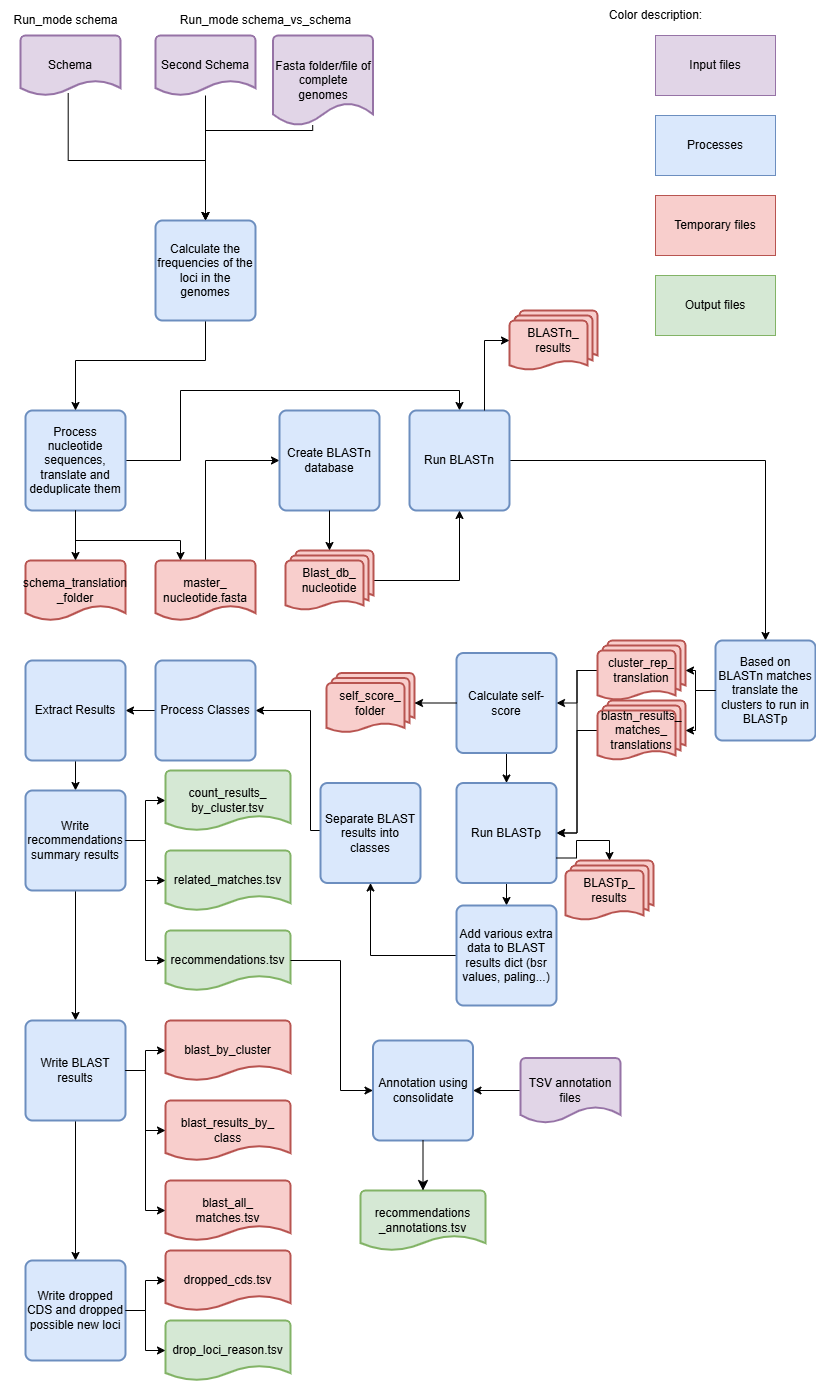 Run_mode schema
Run_mode schema_vs_schema
Color description:
Schema
Second Schema
Fasta folder/file of
complete
genomes
Input files
Processes
Temporary files
Output files
Calculate the
frequencies of the
loci in the
genomes
BLASTn_
results
Process
nucleotide
sequences,
translate and
deduplicate them
Create BLASTn
database
Run BLASTn
schema_translation
_folder
master_
nucleotide.fasta
Blast_db_
nucleotide
Extract Results
Process Classes
self_score_
folder
Calculate self-
score
cluster_rep_
translation
blastn_results_
matches_
translations
Based on
BLASTn matches
translate the
clusters to run in
BLASTp
Write
recommendations
summary results
count_results_
by_cluster.tsv
related_matches.tsv
recommendations.tsv
Separate BLAST
results into
classes
Run BLASTp
BLASTp_
results
Add various extra
data to BLAST
results dict (bsr
values, paling...)
Write BLAST
results
blast_by_cluster
blast_results_by_
class
blast_all_
matches.tsv
Annotation using
consolidate
TSV annotation
files
recommendations
_annotations.tsv
Write dropped
CDS and dropped
possible new loci
dropped_cds.tsv
drop_loci_reason.tsv